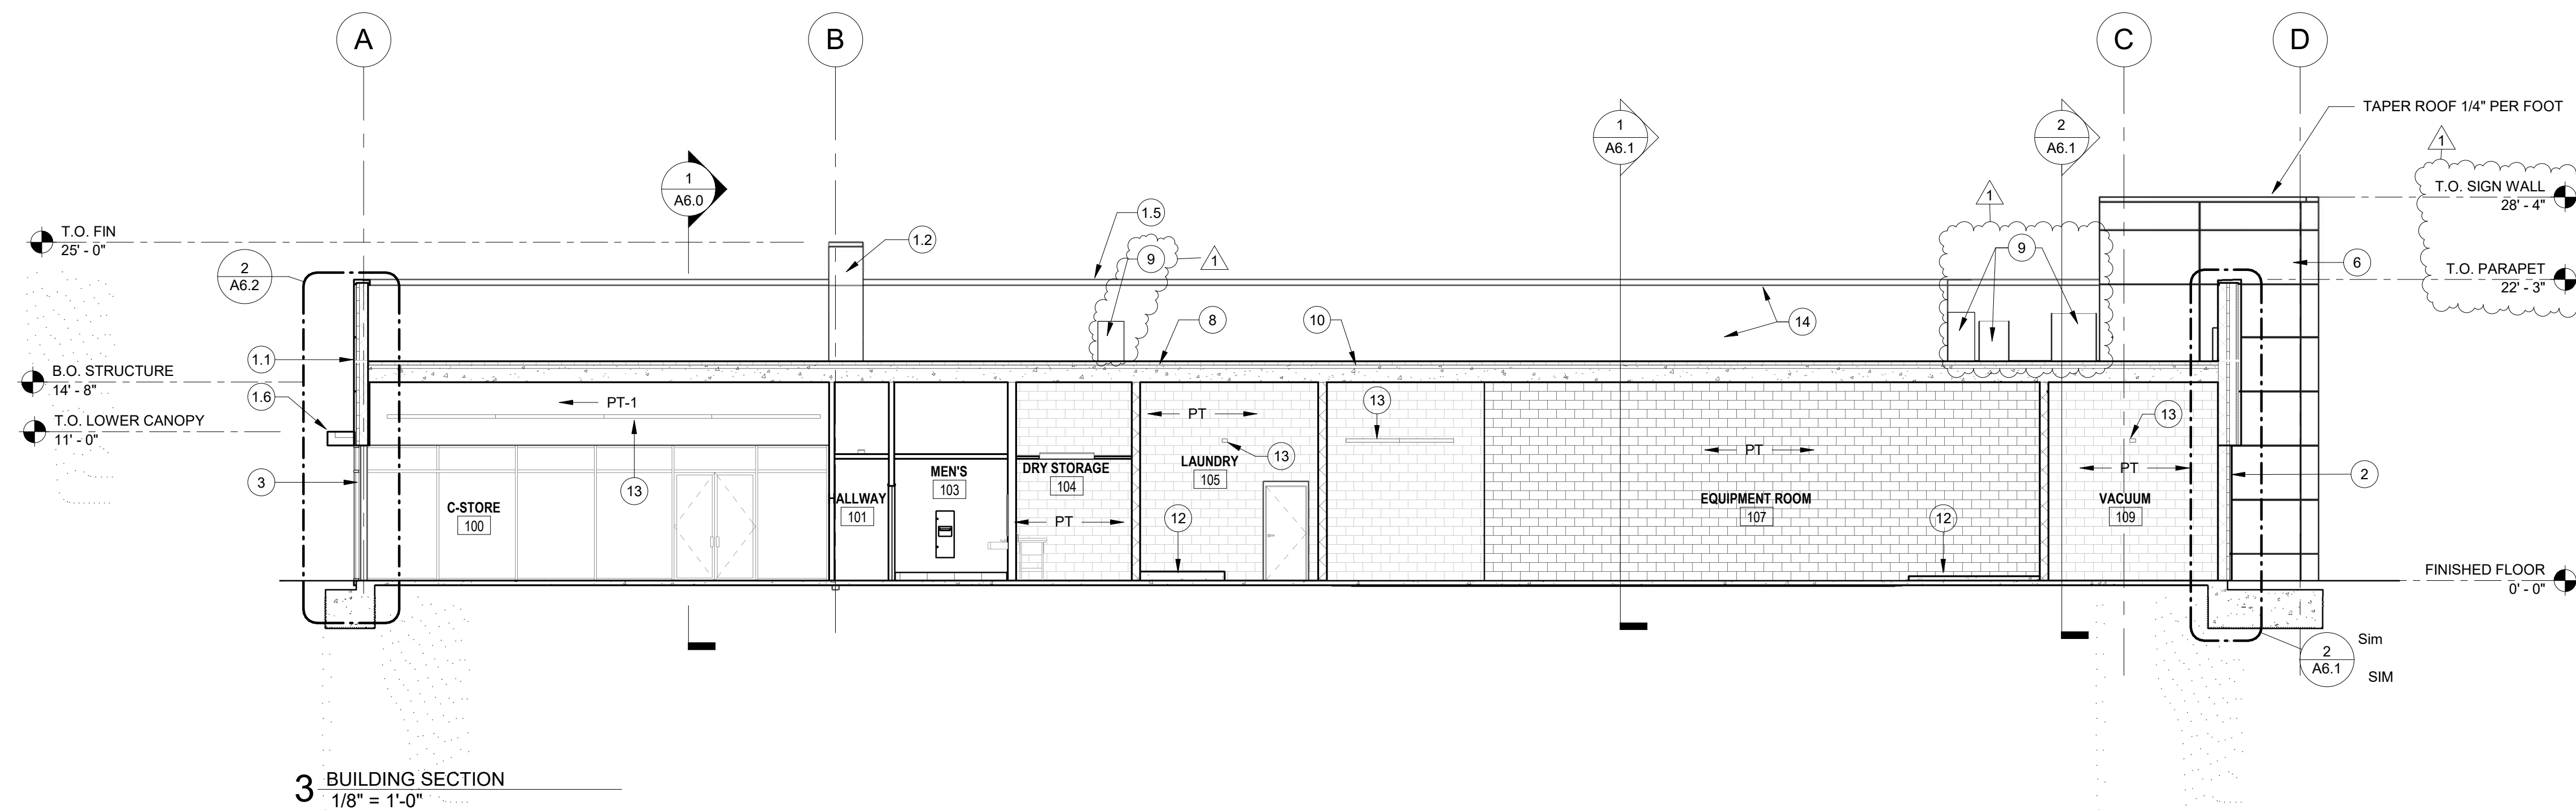 A
B
C
D
TAPER ROOF 1/4" PER FOOT
1
A6.1
2
A6.1
1
1
A6.0
T.O. SIGN WALL
28' - 4"
1
1.5
T.O. FIN
25' - 0"
1.2
9
1
9
6
2
A6.2
T.O. PARAPET
22' - 3"
8
10
14
1.1
B.O. STRUCTURE
14' - 8"
1.6
PT-1
13
PT
13
T.O. LOWER CANOPY
11' - 0"
PT
LAUNDRY
105
13
PT
DRY STORAGE
104
MEN'S
103
3
13
2
C-STORE
100
ALLWAY
101
EQUIPMENT ROOM
107
VACUUM
109
PT
12
12
FINISHED FLOOR
0' - 0"
Sim
2
A6.1
SIM
3 BUILDING SECTION
1/8" = 1'-0"